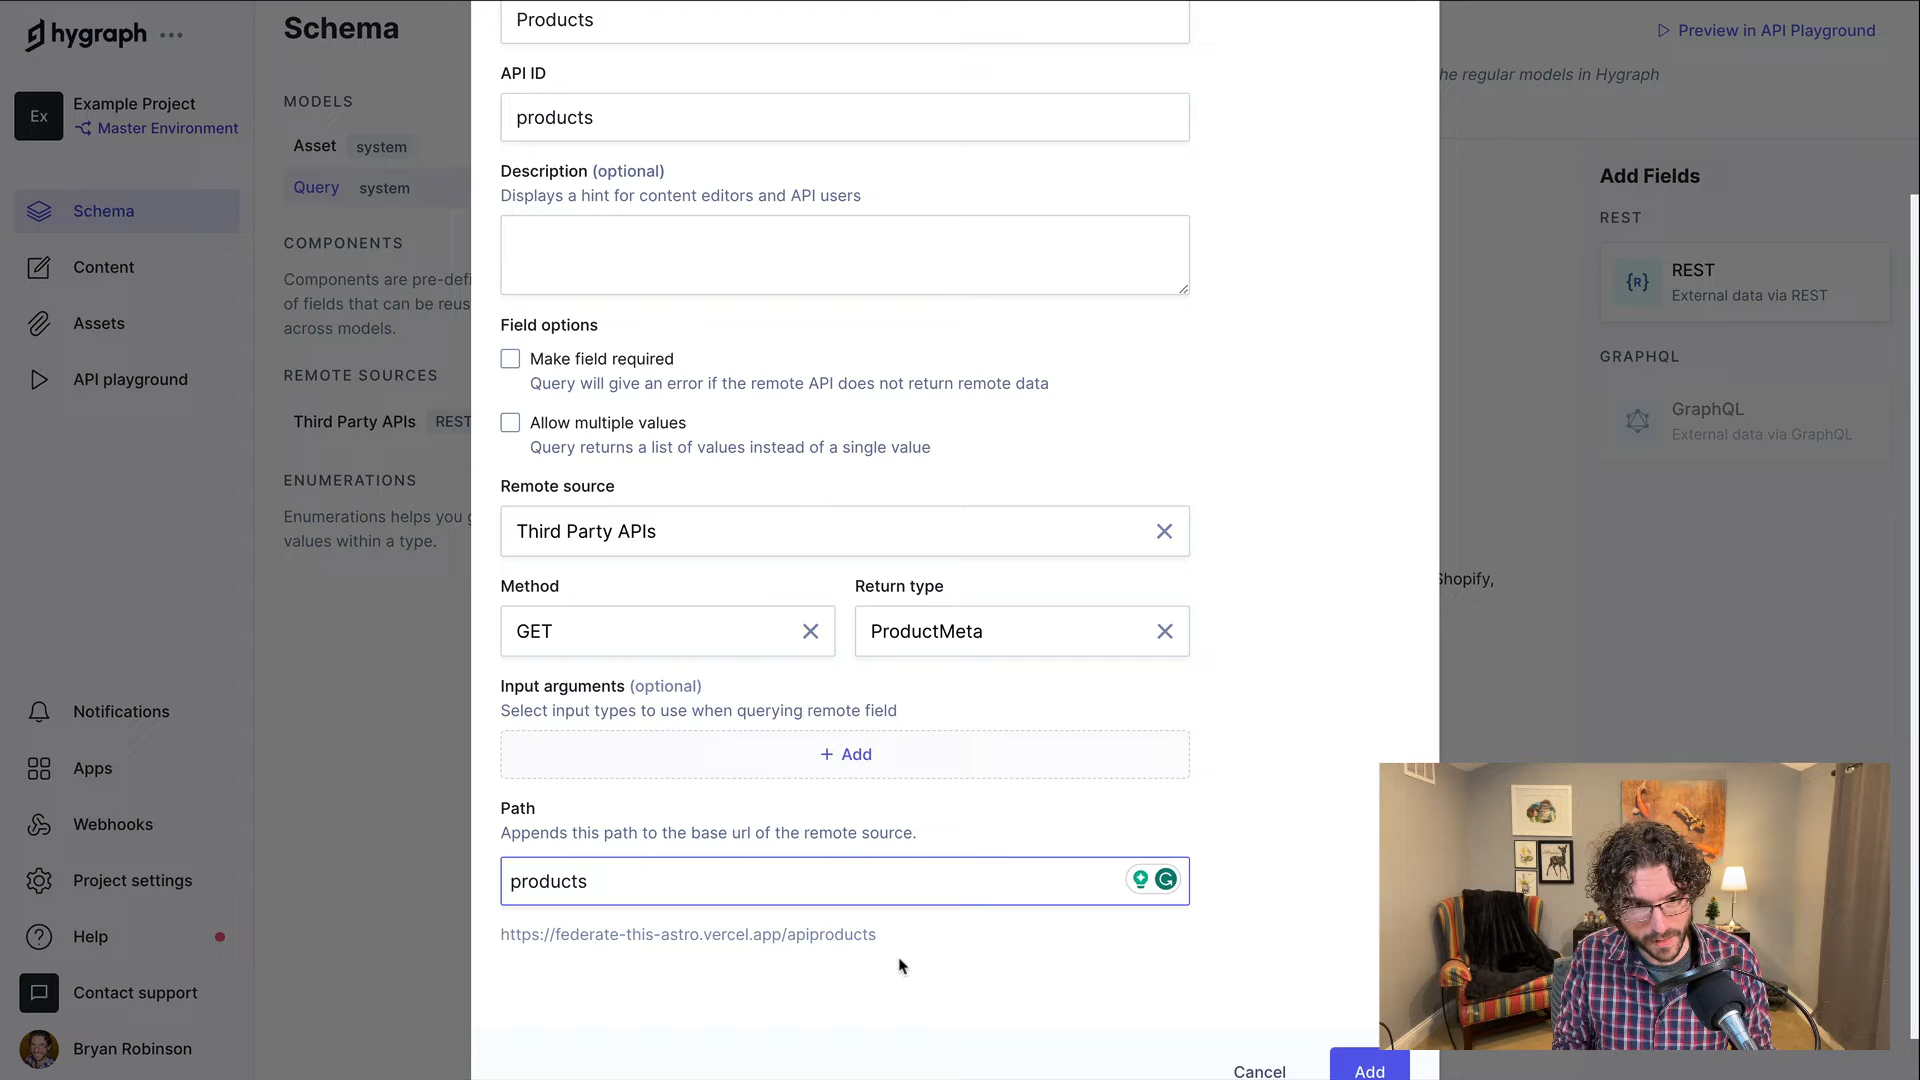 hygraph
Ex
Example Project
Master Environment
Schema
Content
Assets
API playground
Notifications
Apps
Webhooks
Project settings
Help
Contact support
Bryan Robinson
Schema
MODELS
Asset system
Query system
COMPONENTS
Components are pre-defi
of fields that can be reus
across models.
REMOTE SOURCES
Third Party APIs REST
ENUMERATIONS
Enumerations helps you
values within a type.
Products
API ID
products
Description (optional)
Displays a hint for content editors and API users
Field options
Make field required
Query will give an error if the remote API does not return remote data
Allow multiple values
Query returns a list of values instead of a single value
Remote source
Third Party APIs
Method
Return type
GET
ProductMeta
Input arguments (optional)
Select input types to use when querying remote field
+ Add
Path
Appends this path to the base url of the remote source.
products
https://federate-this-astro.vercel.app/apiproducts
Cancel
Add
Preview in API Playground
he regular models in Hygraph
Shopify,
Add Fields
REST
{R}
REST
External data via REST
GRAPHQL
GraphQL
External data via GraphQL